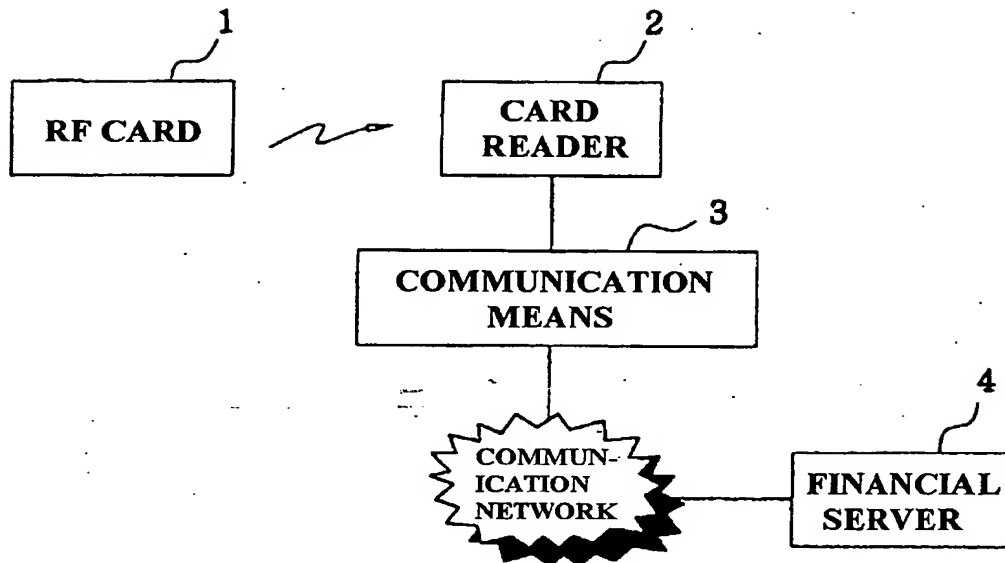 1
RF CARD
2
CARD
READER
3
COMMUNICATION
MEANS
COMMUN-
ICATION
NETWORK
4
FINANCIAL
SERVER